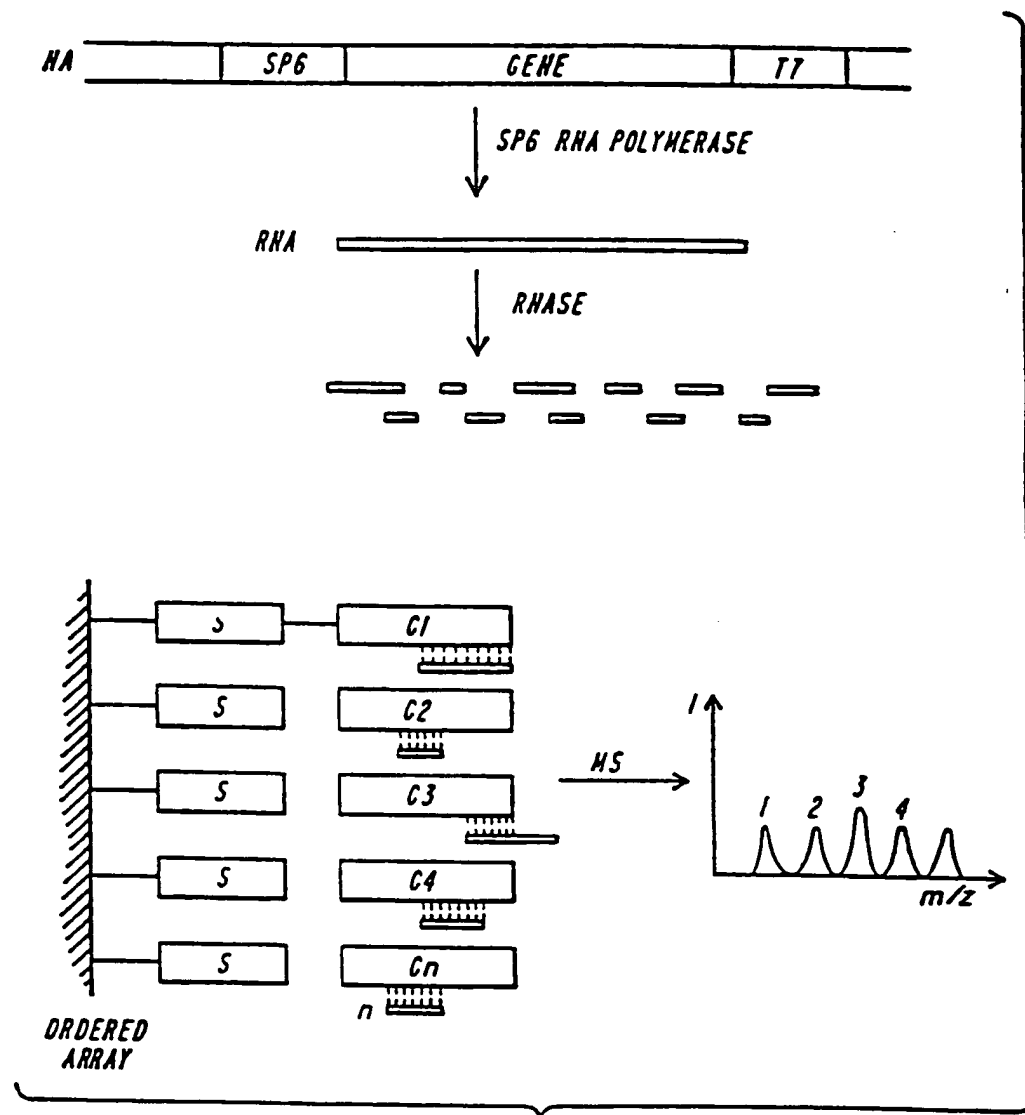 NA SP6 GENE T7
SP6 RNA POLYMERASE
RNA
RNASE
S C1
S C2
S C3
S C4
S Cn
n
ORDERED
ARRAY
MS
I
1 2 3 4
m/z